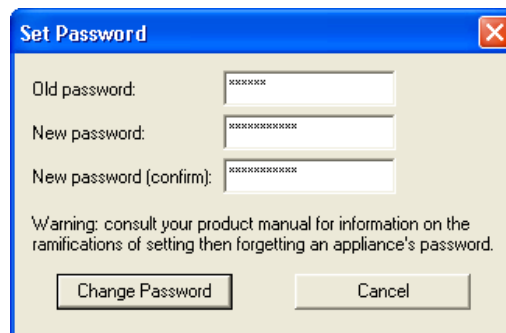 Set Password
Old password: ******
New password: ***********
New password (confirm): ***********
Warning: consult your product manual for information on the
ramifications of setting then forgetting an appliance's password.
Change Password Cancel